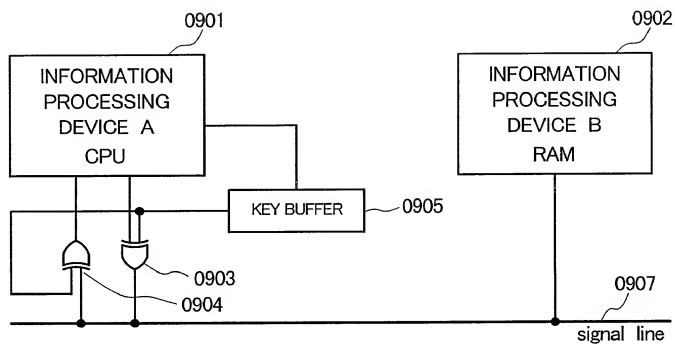 0901
INFORMATION
PROCESSING
DEVICE A
CPU
0902
INFORMATION
PROCESSING
DEVICE B
RAM
KEY BUFFER
0905
0903
0904
0907
signal line